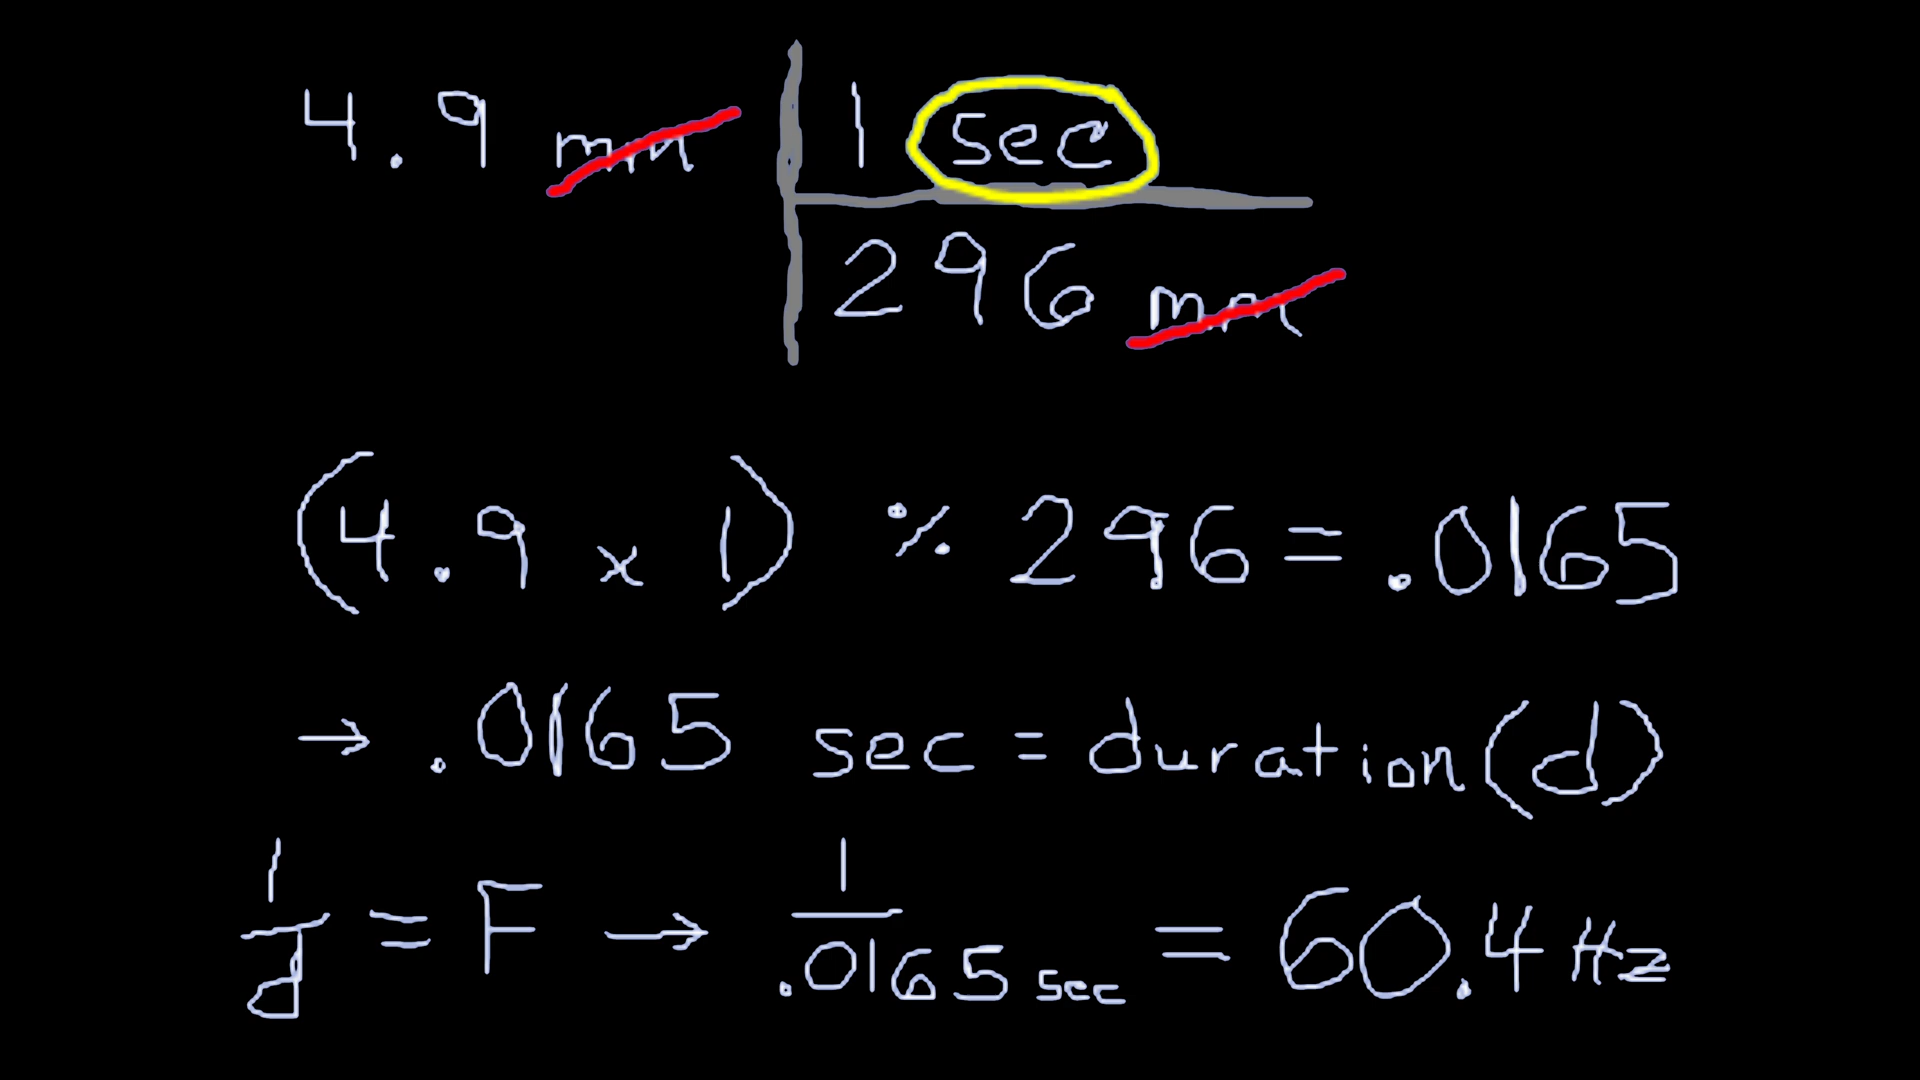 4.9 mm | 1 sec
296 mm
(4.9 x 1) % 296 = .0165
→ .0165 sec = duration (d)
1/d = F → 1/.0165 sec = 60.4 Hz